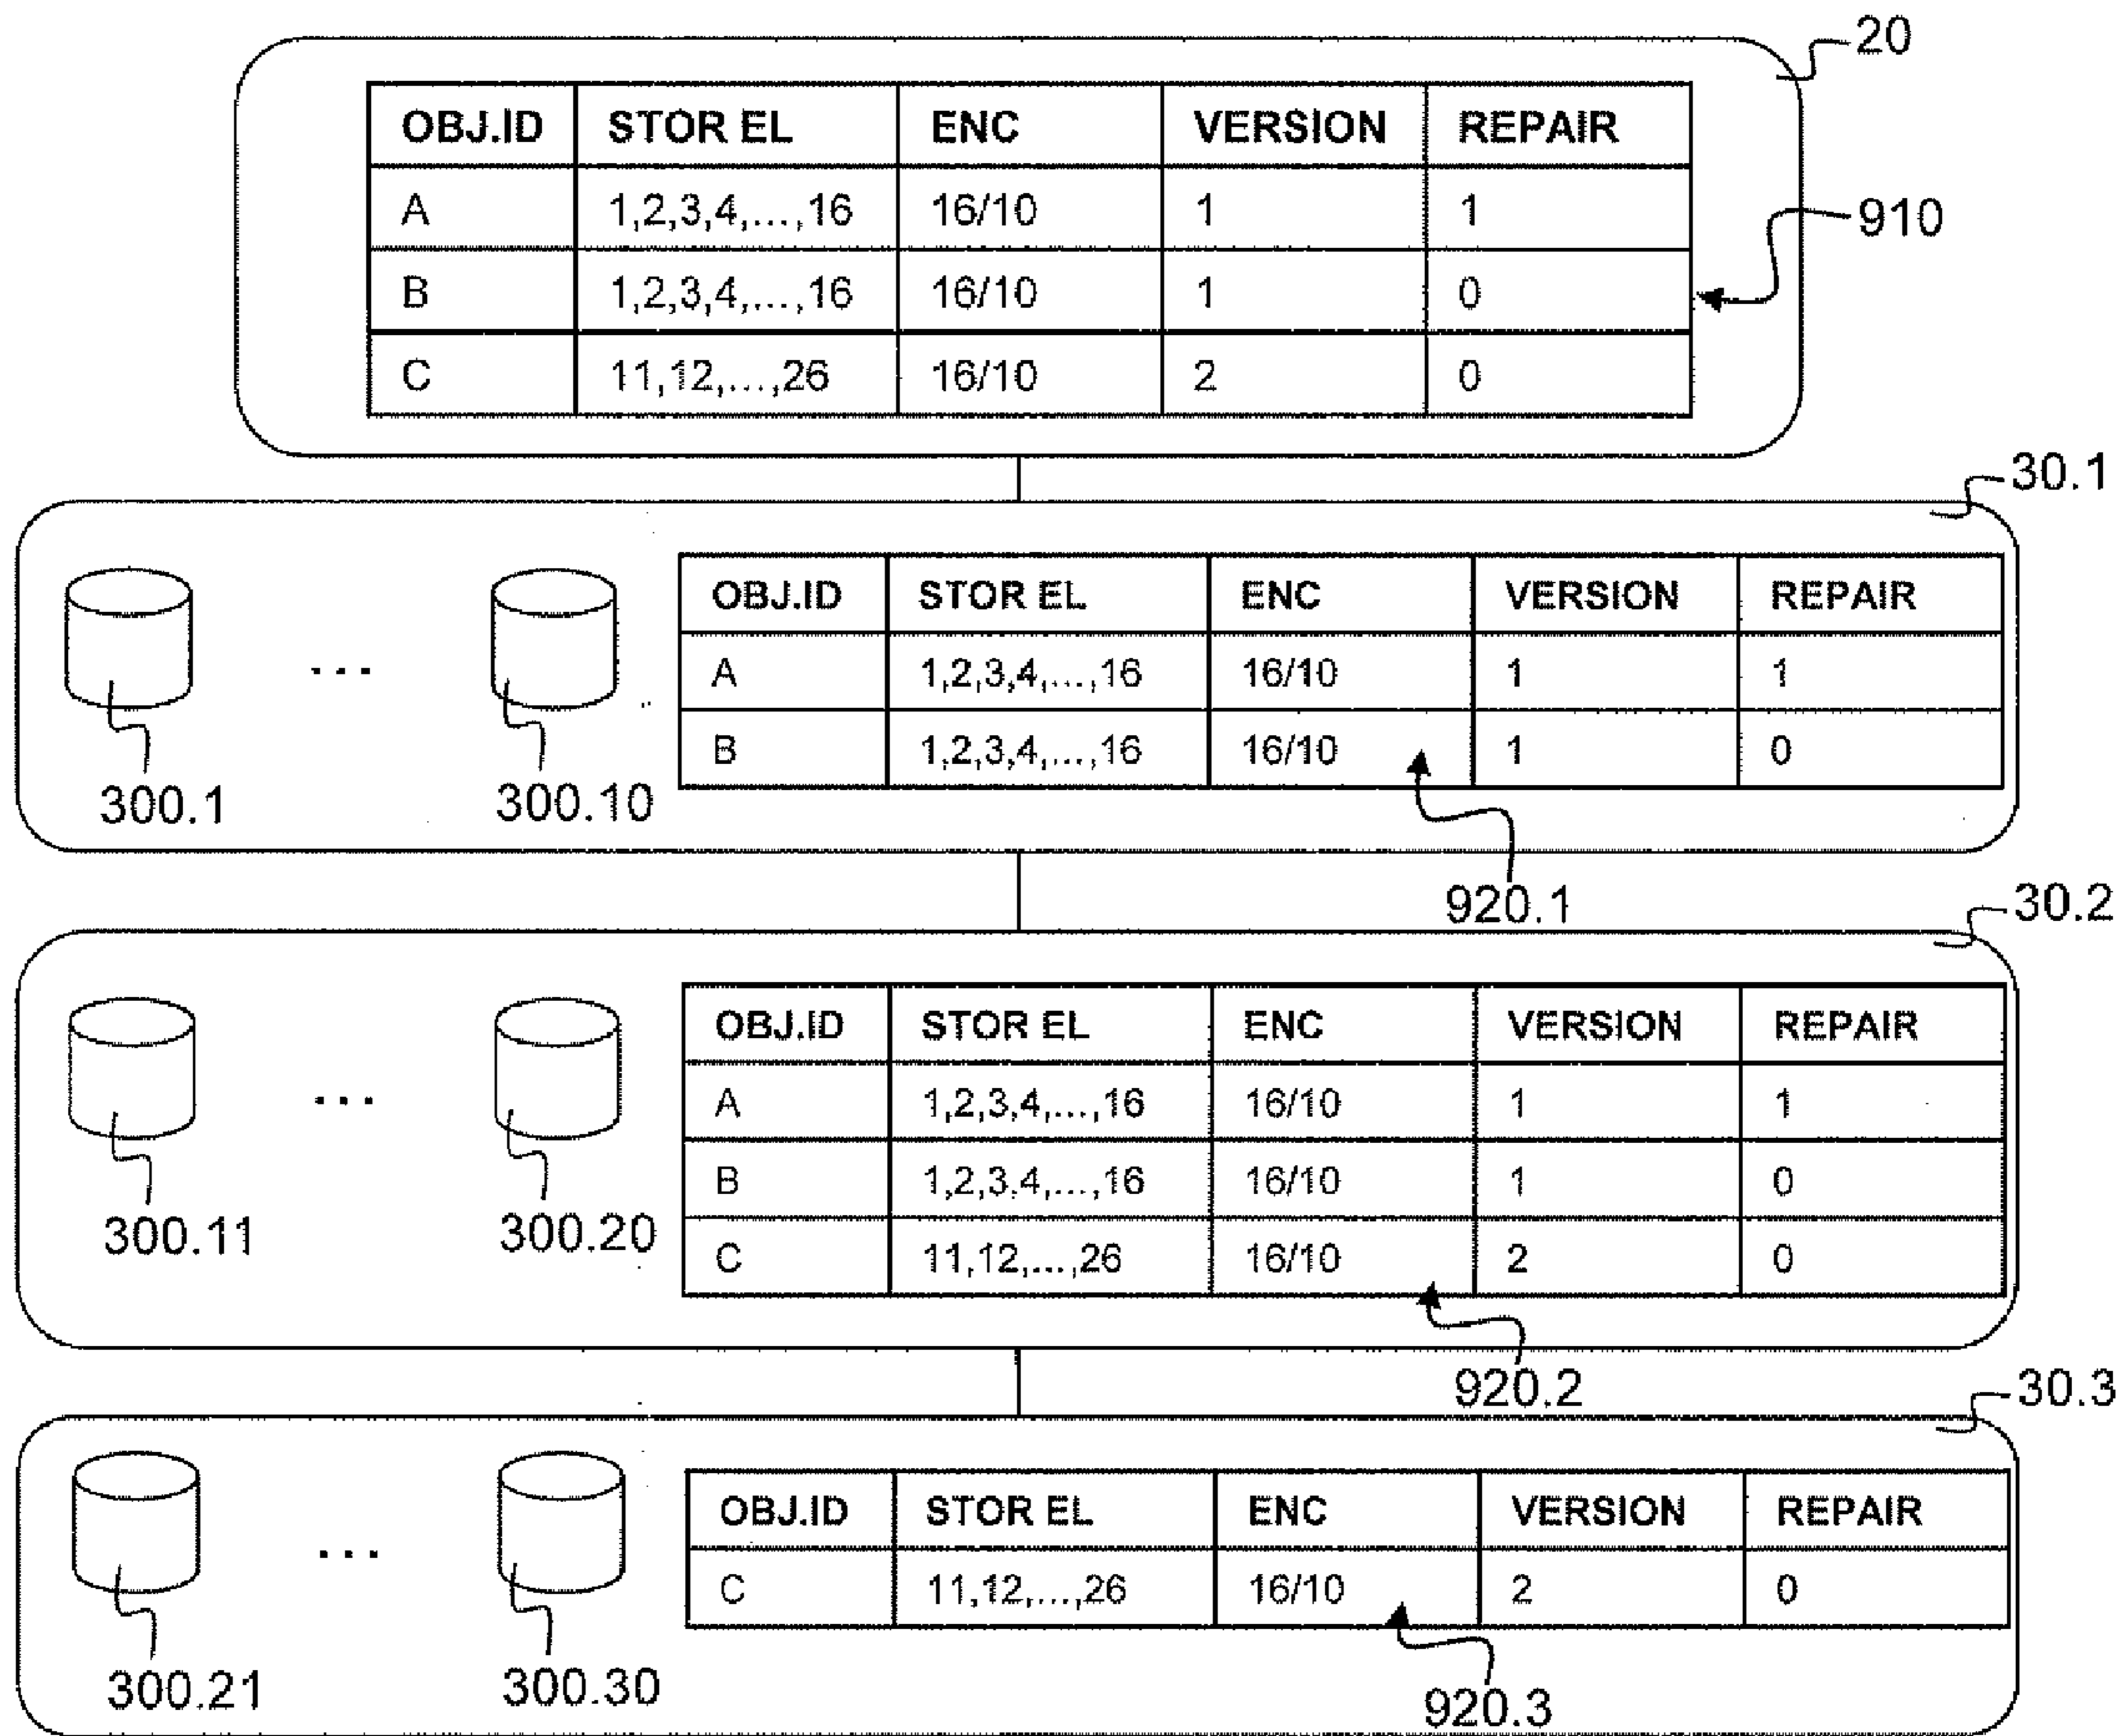 20
OBJ.ID STOR EL ENC VERSION REPAIR
A 1,2,3,4,...,16 16/10 1 1
910
B 1,2,3,4,...,16 16/10 1 0
C 11,12,...,26 16/10 2 0
30.1
OBJ.ID STOR EL ENC VERSION REPAIR
... A 1,2,3,4,...,16 16/10 1 1
B 1,2,3,4,...,16 16/10 1 0
300.1 300.10
920.1
30.2
OBJ.ID STOR EL ENC VERSION REPAIR
... A 1,2,3,4,...,16 16/10 1 1
B 1,2,3,4,...,16 16/10 1 0
300.11 300.20
C 11,12,...,26 16/10 2 0
920.2
30.3
OBJ.ID STOR EL ENC VERSION REPAIR
... C 11,12,...,26 16/10 2 0
300.21 300.30
920.3